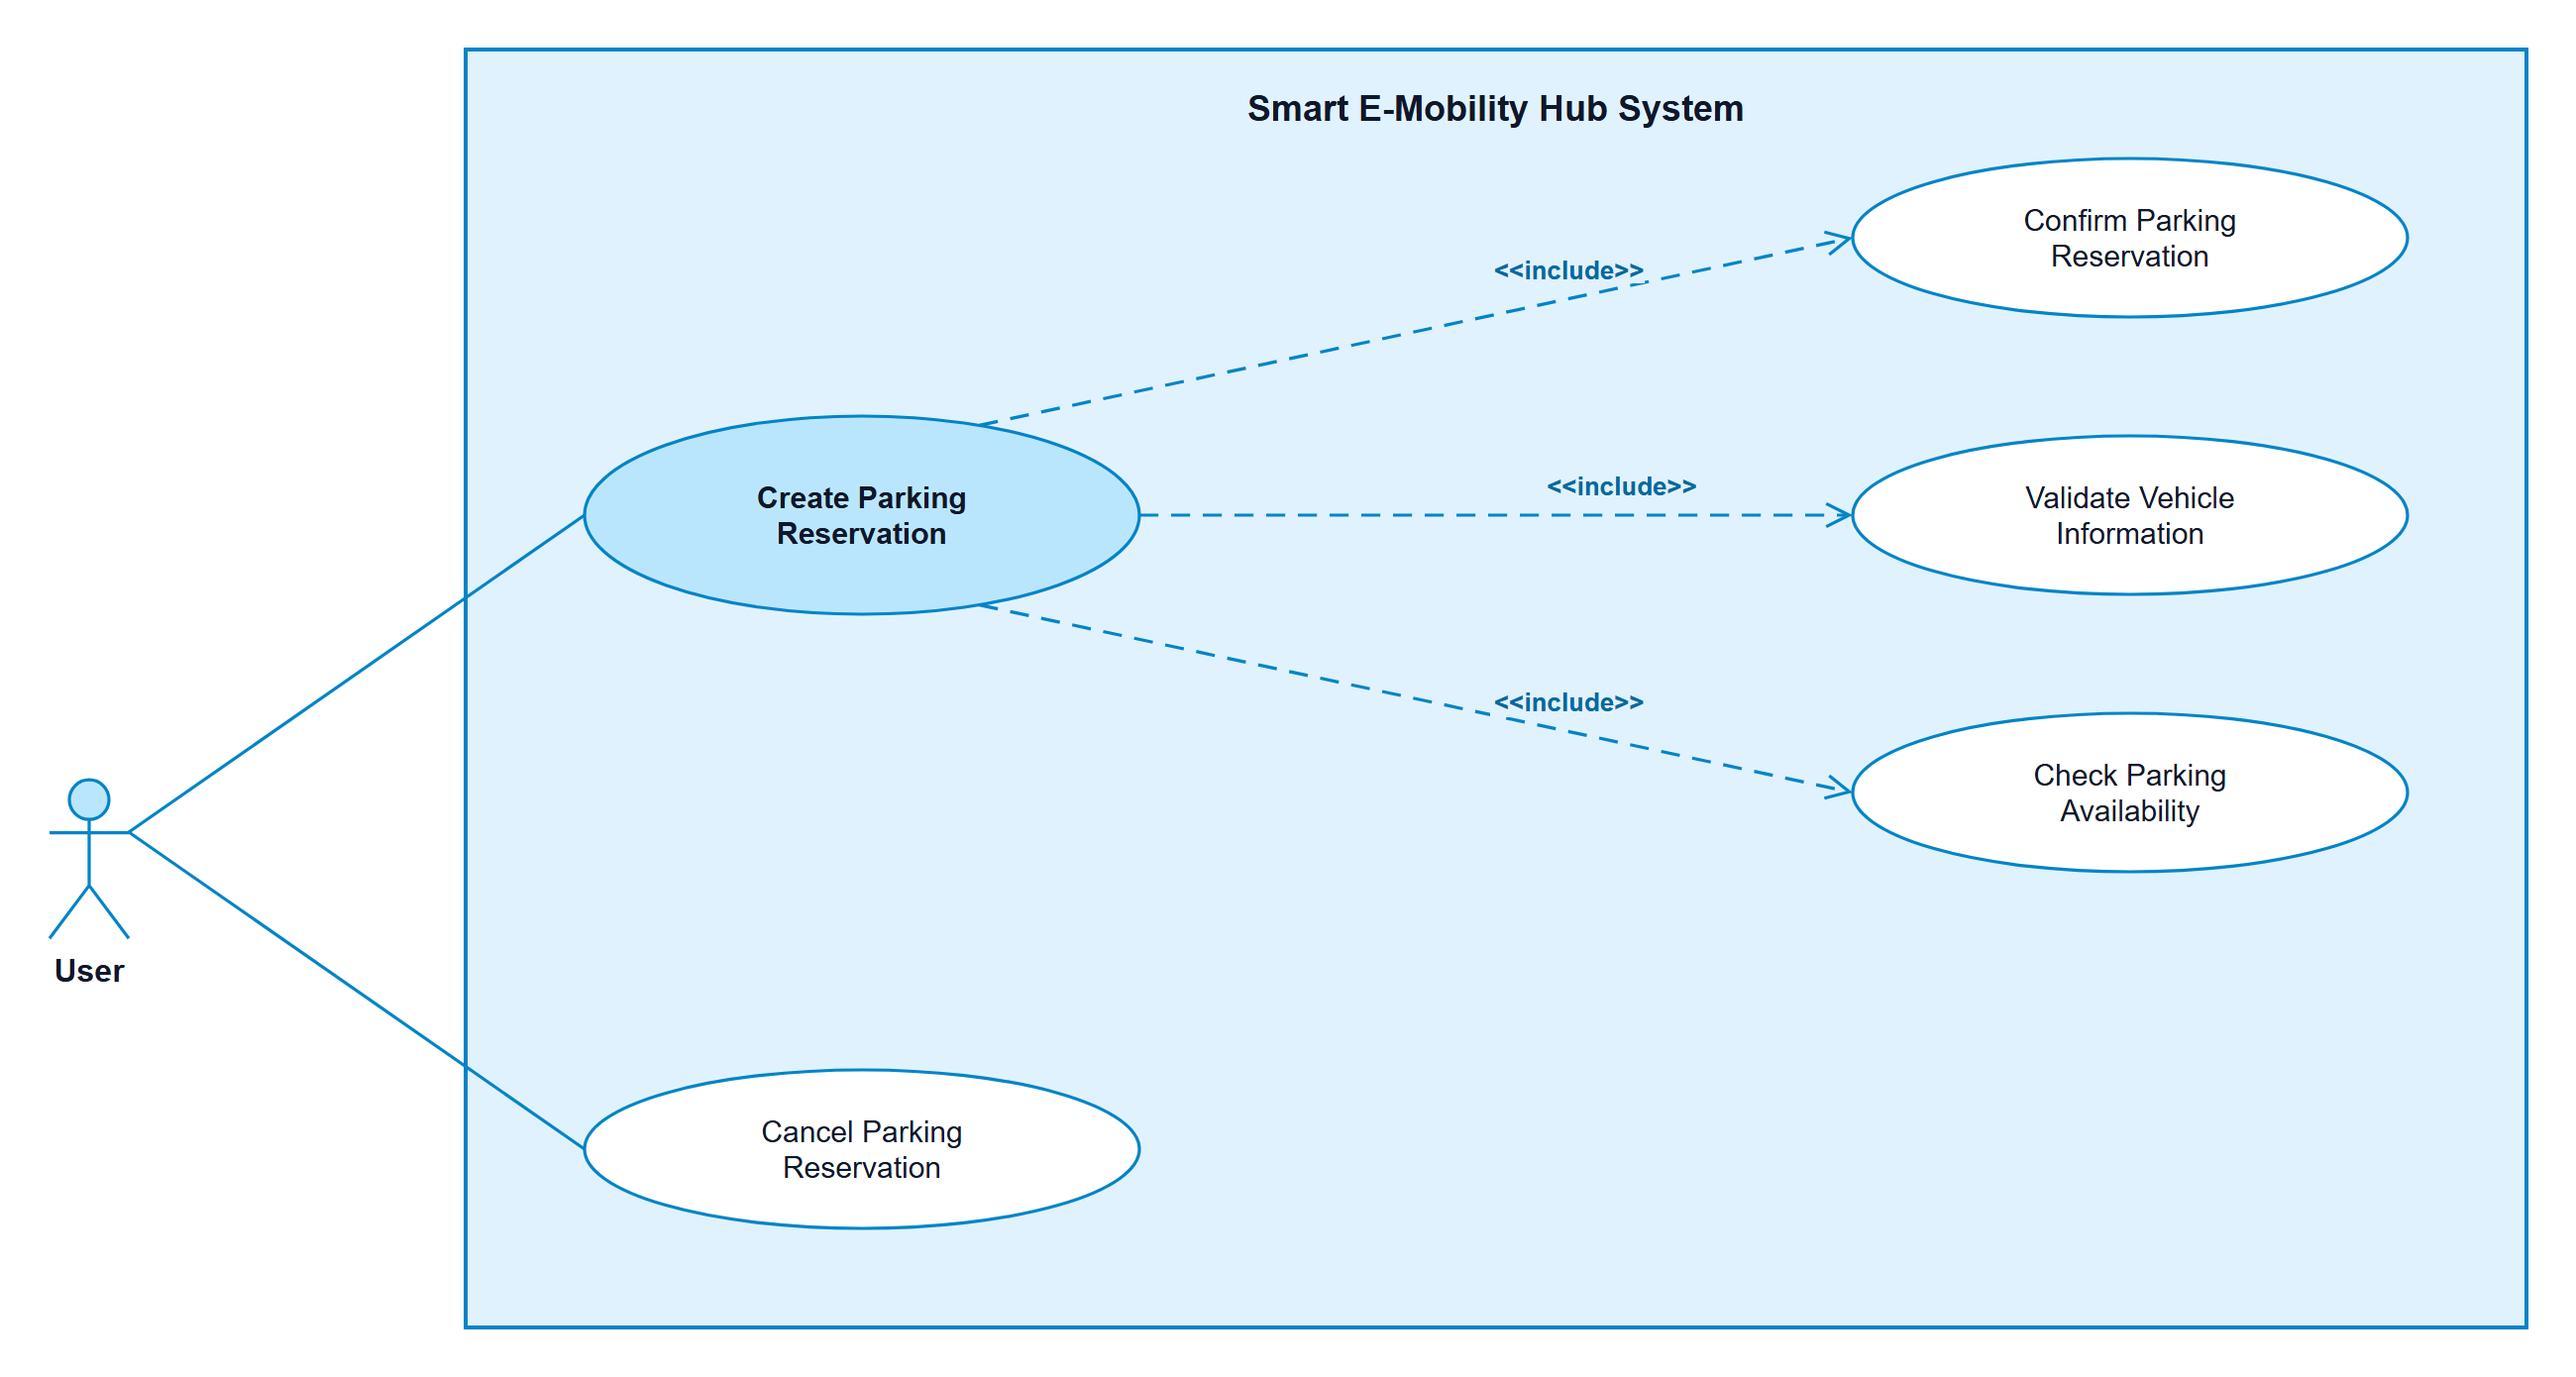 Smart E-Mobility Hub System
Confirm Parking
Reservation
<<include>>
Create Parking
Reservation
<<include>>
Validate Vehicle
Information
<<include>>
Check Parking
Availability
User
Cancel Parking
Reservation